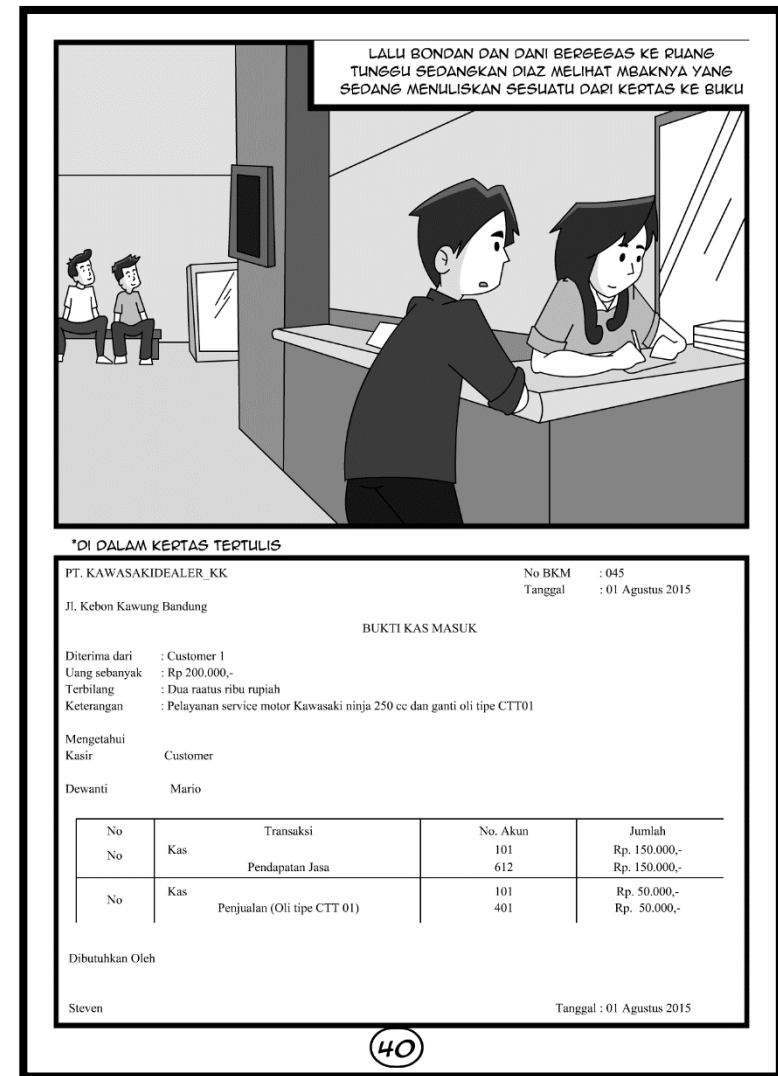 LALU BONDAN DAN DANI BERGEGAS KE RUANG
TUNGGU SEDANGKAN DIAZ MELIHAT MBAKNYA YANG
SEDANG MENULISKAN SESUATU DARI KERTAS KE BUKU
*DI DALAM KERTAS TERTULIS
PT. KAWASAKIDEALER_KK No BKM : 045
Tanggal : 01 Agustus 2015
Jl. Kebon Kawung Bandung
BUKTI KAS MASUK
Diterima dari : Customer 1
Uang sebanyak : Rp 200.000,-
Terbilang : Dua raatus ribu rupiah
Keterangan : Pelayanan service motor Kawasaki ninja 250 cc dan ganti oli tipe CTT01
Mengetahui
Kasir Customer
Dewanti Mario
No Transaksi No. Akun Jumlah
No Kas 101 Rp. 150.000,-
Pendapatan Jasa 612 Rp. 150.000,-
No Kas 101 Rp. 50.000,-
Penjualan (Oli tipe CTT 01) 401 Rp. 50.000,-
Dibutuhkan Oleh
Steven Tanggal : 01 Agustus 2015
40